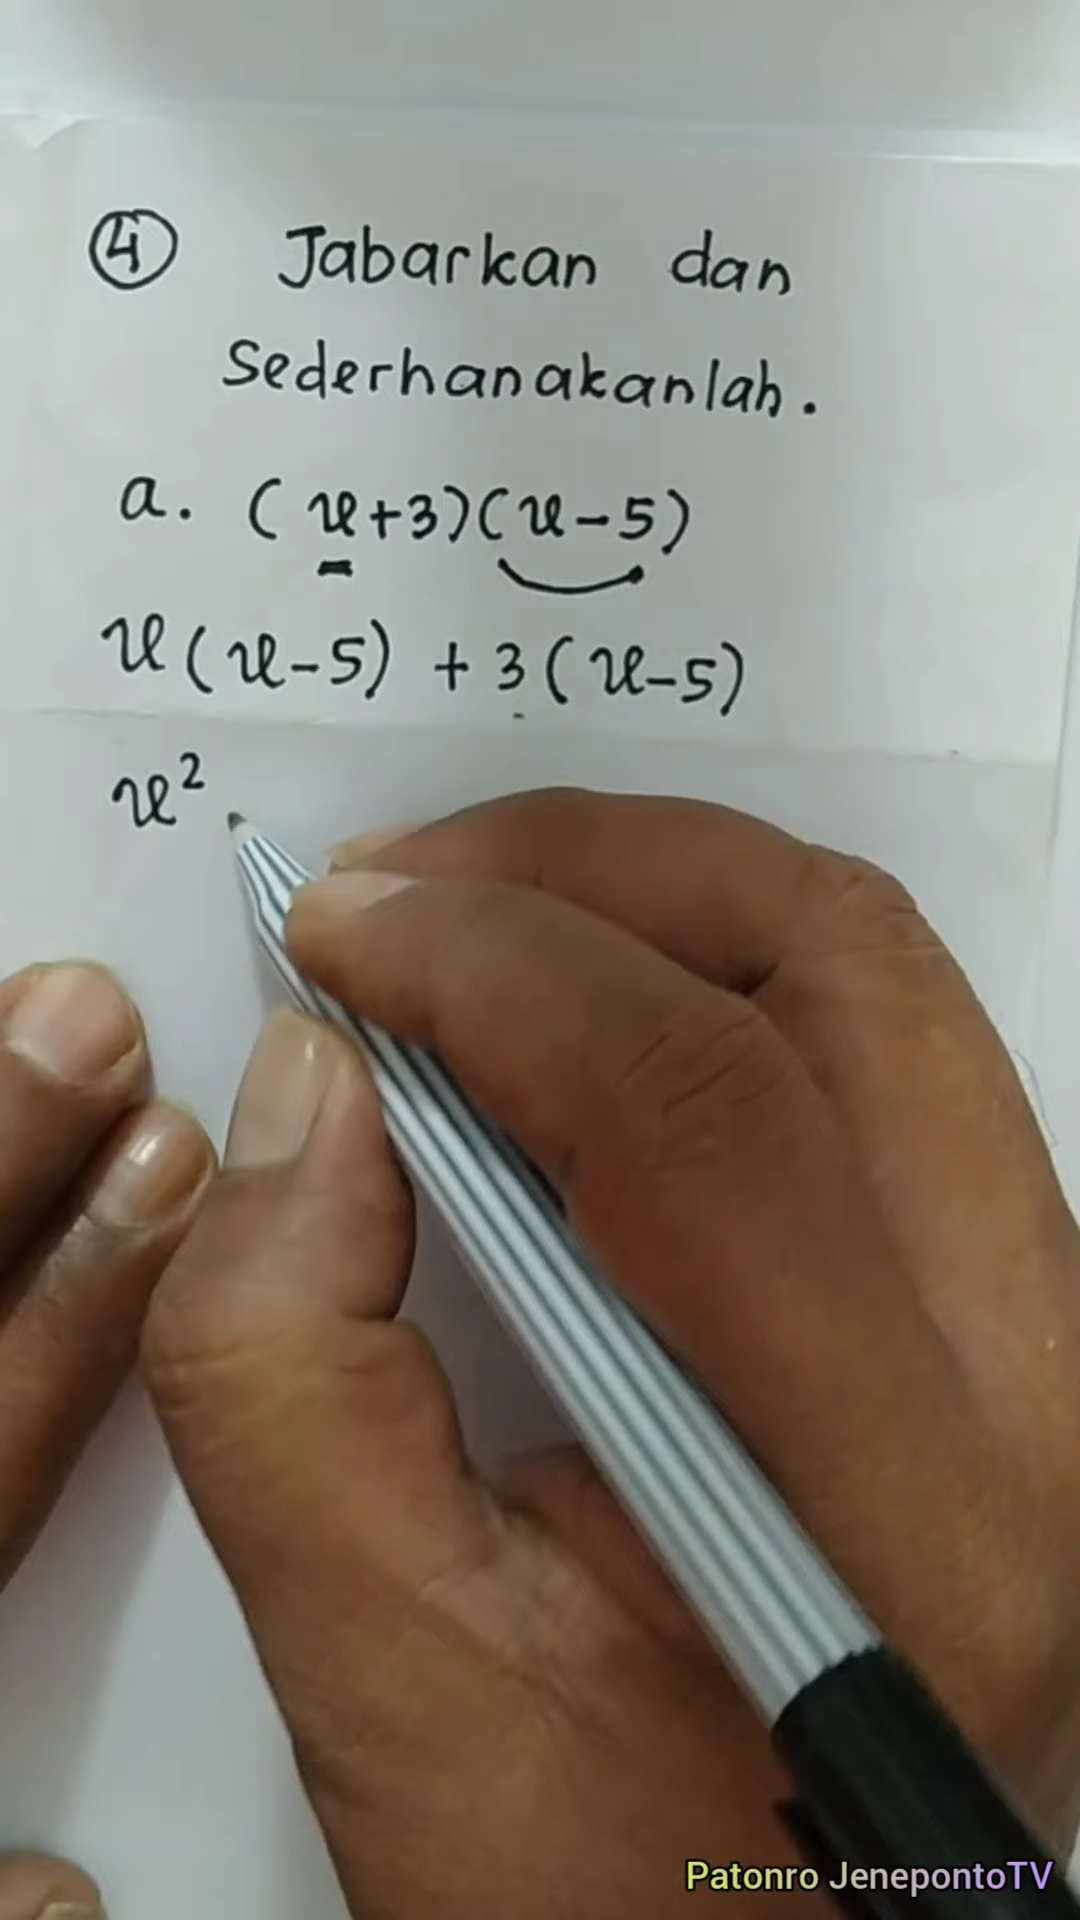 ④ Jabarkan dan
Sederhanakanlah.
a. (x+3)(x-5)
x(x-5) + 3(x-5)
x²
Patonro JenepontoTV